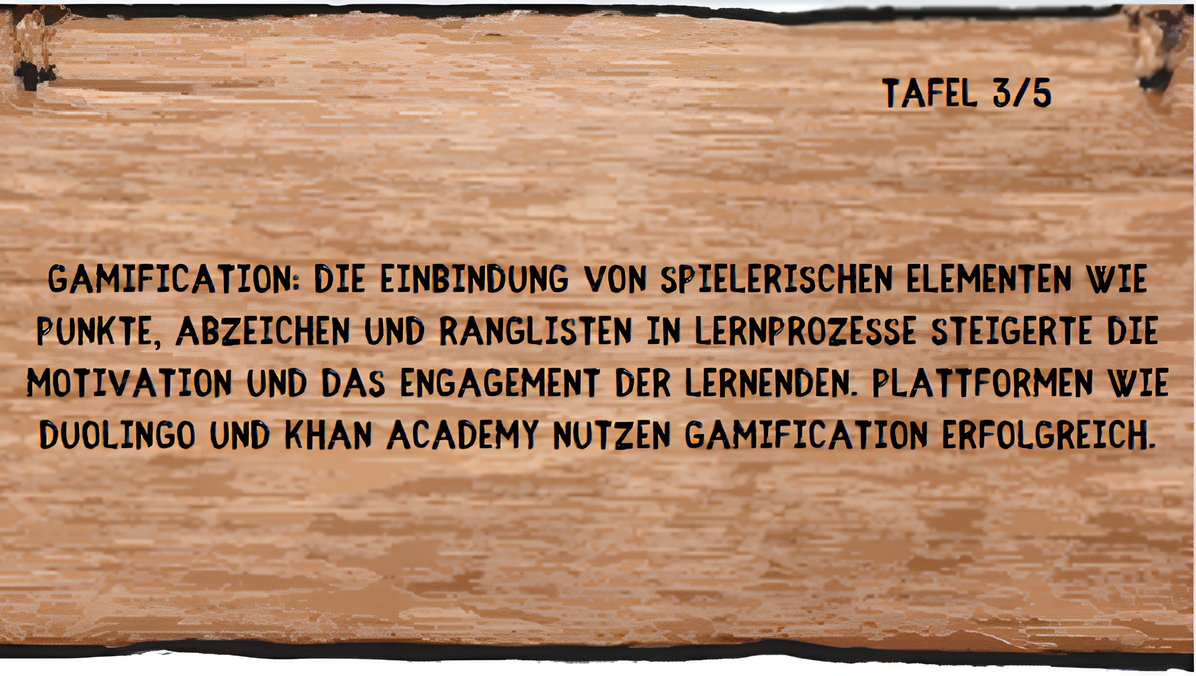 TAFEL 3/5
GAMIFICATION: DIE EINBINDUNG VON SPIELERISCHEN ELEMENTEN WIE
PUNKTE, ABZEICHEN UND RANGLISTEN IN LERNPROZESSE STEIGERTE DIE
MOTIVATION UND DAS ENGAGEMENT DER LERNENDEN. PLATTFORMEN WIE
DUOLINGO UND KHAN ACADEMY NUTZEN GAMIFICATION ERFOLGREICH.